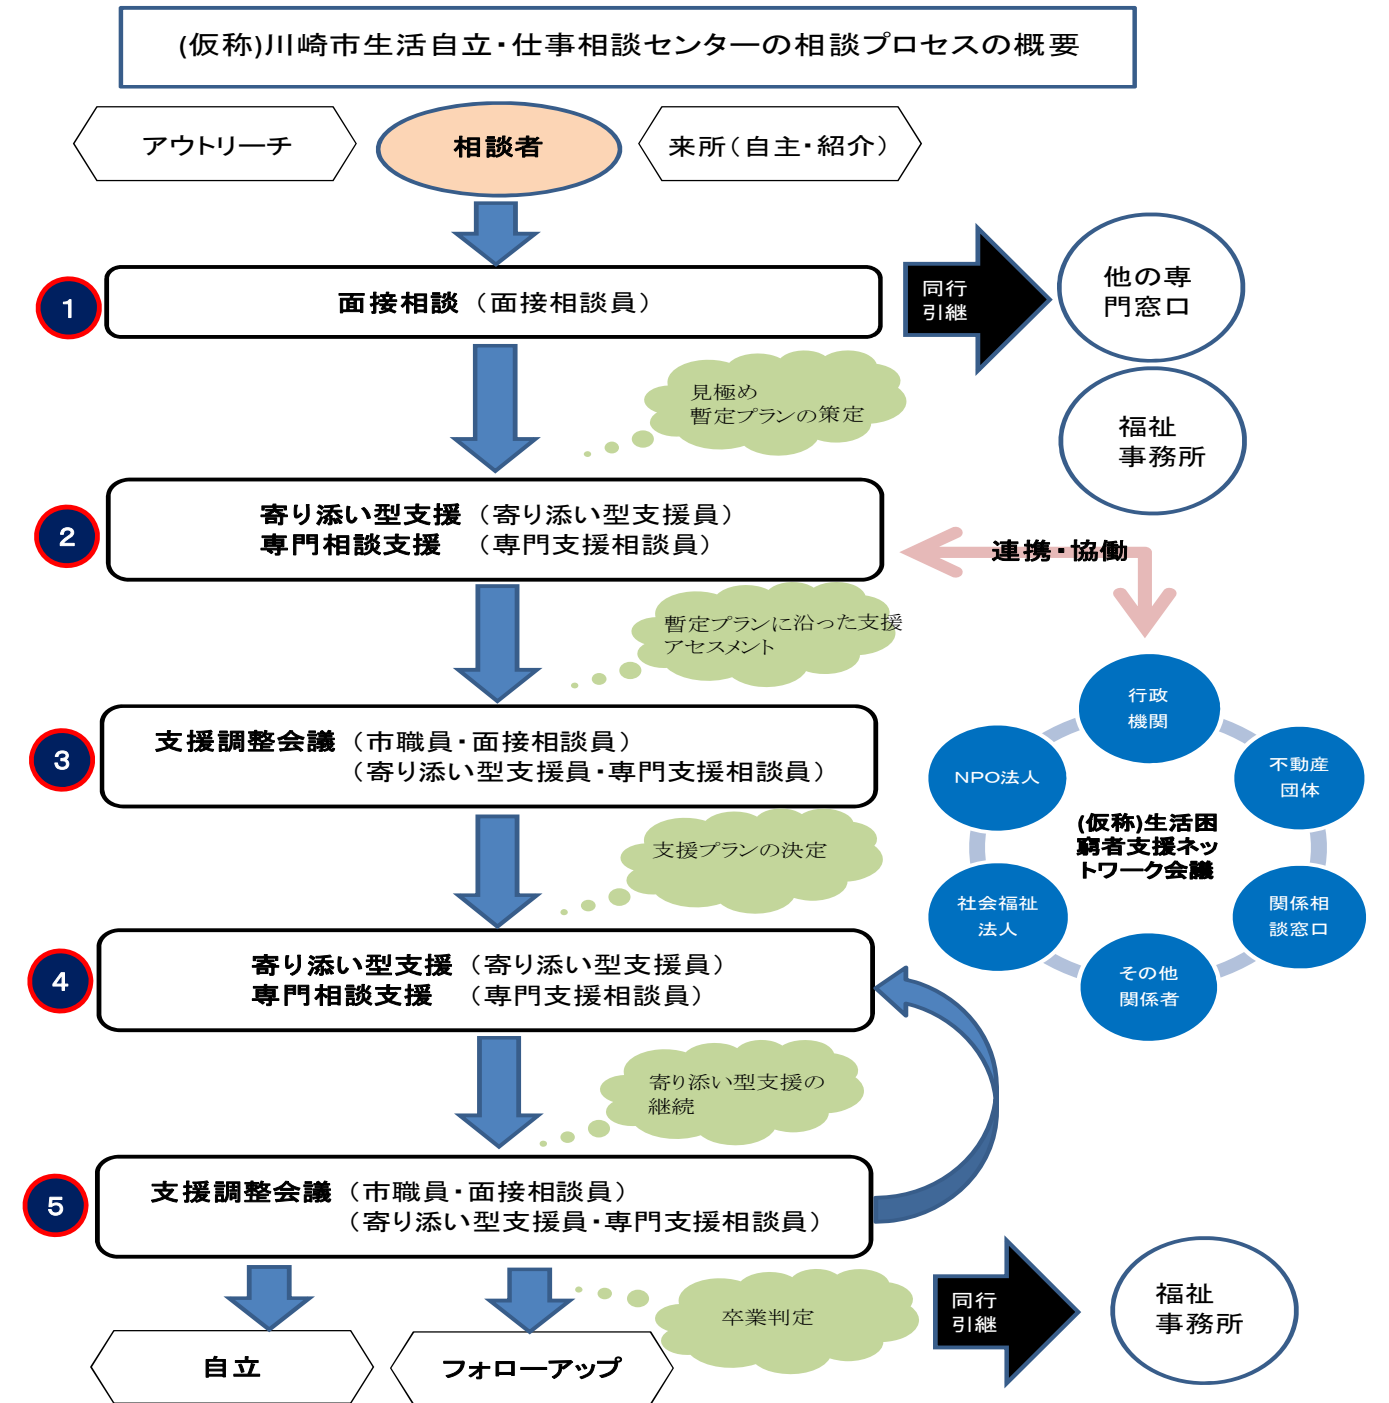 (仮称)川崎市生活自立・仕事相談センターの相談プロセスの概要
アウトリーチ
相談者
来所（自主・紹介）
1
面接相談（面接相談員）
同行
引継
他の専
門窓口
見極め
暫定プランの策定
福祉
事務所
2
寄り添い型支援（寄り添い型支援員）
専門相談支援　（専門支援相談員）
連携・協働
暫定プランに沿った支援
アセスメント
3
支援調整会議（市職員・面接相談員）
（寄り添い型支援員・専門支援相談員）
行政
機関
NPO法人
不動産
団体
(仮称)生活困
窮者支援ネッ
トワーク会議
社会福祉
法人
関係相
談窓口
その他
関係者
支援プランの決定
4
寄り添い型支援（寄り添い型支援員）
専門相談支援　（専門支援相談員）
寄り添い型支援の
継続
5
支援調整会議（市職員・面接相談員）
（寄り添い型支援員・専門支援相談員）
卒業判定
同行
引継
福祉
事務所
自立
フォローアップ